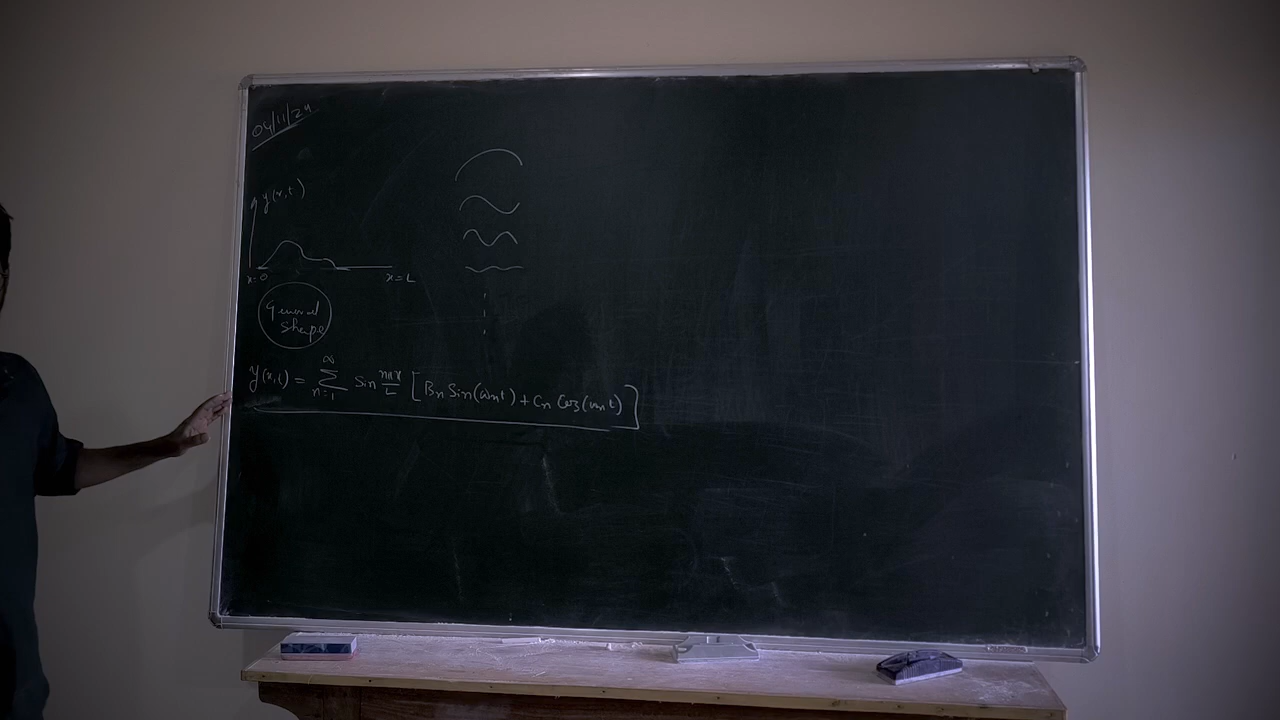 04/11/24
y(x,t)
x=0 x=L
General
Shape
y(x,t) = ∞∑n=1 Sin nπx/L [Bn Sin(ωnt) + Cn Cos(ωnt)]